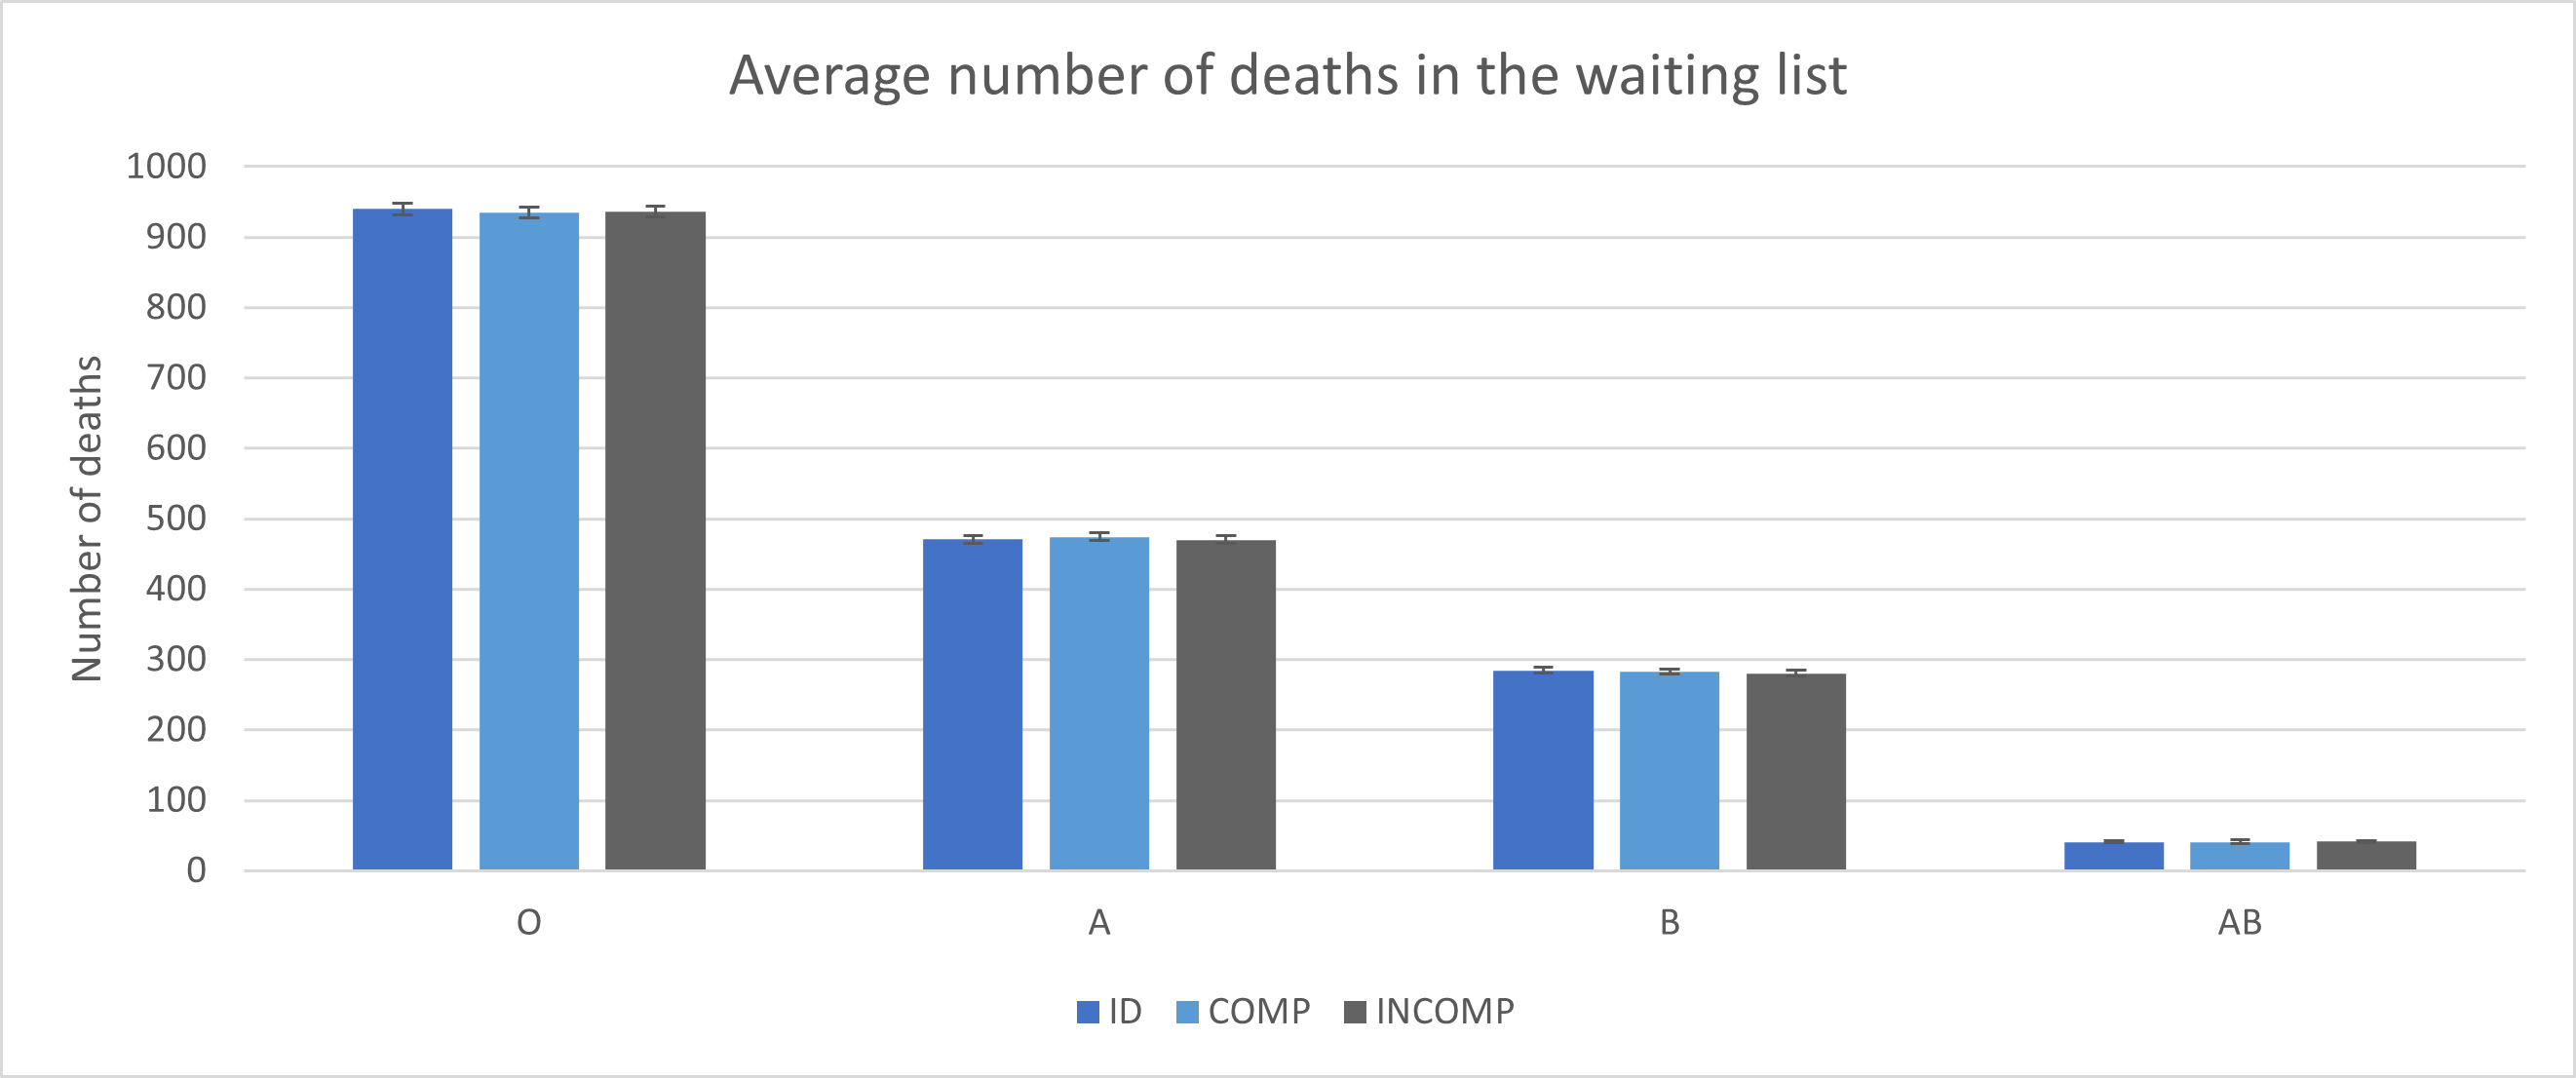 Average number of deaths in the waiting list
Number of deaths
1000
900
800
700
600
500
400
300
200
100
0
O A B AB
ID COMP INCOMP